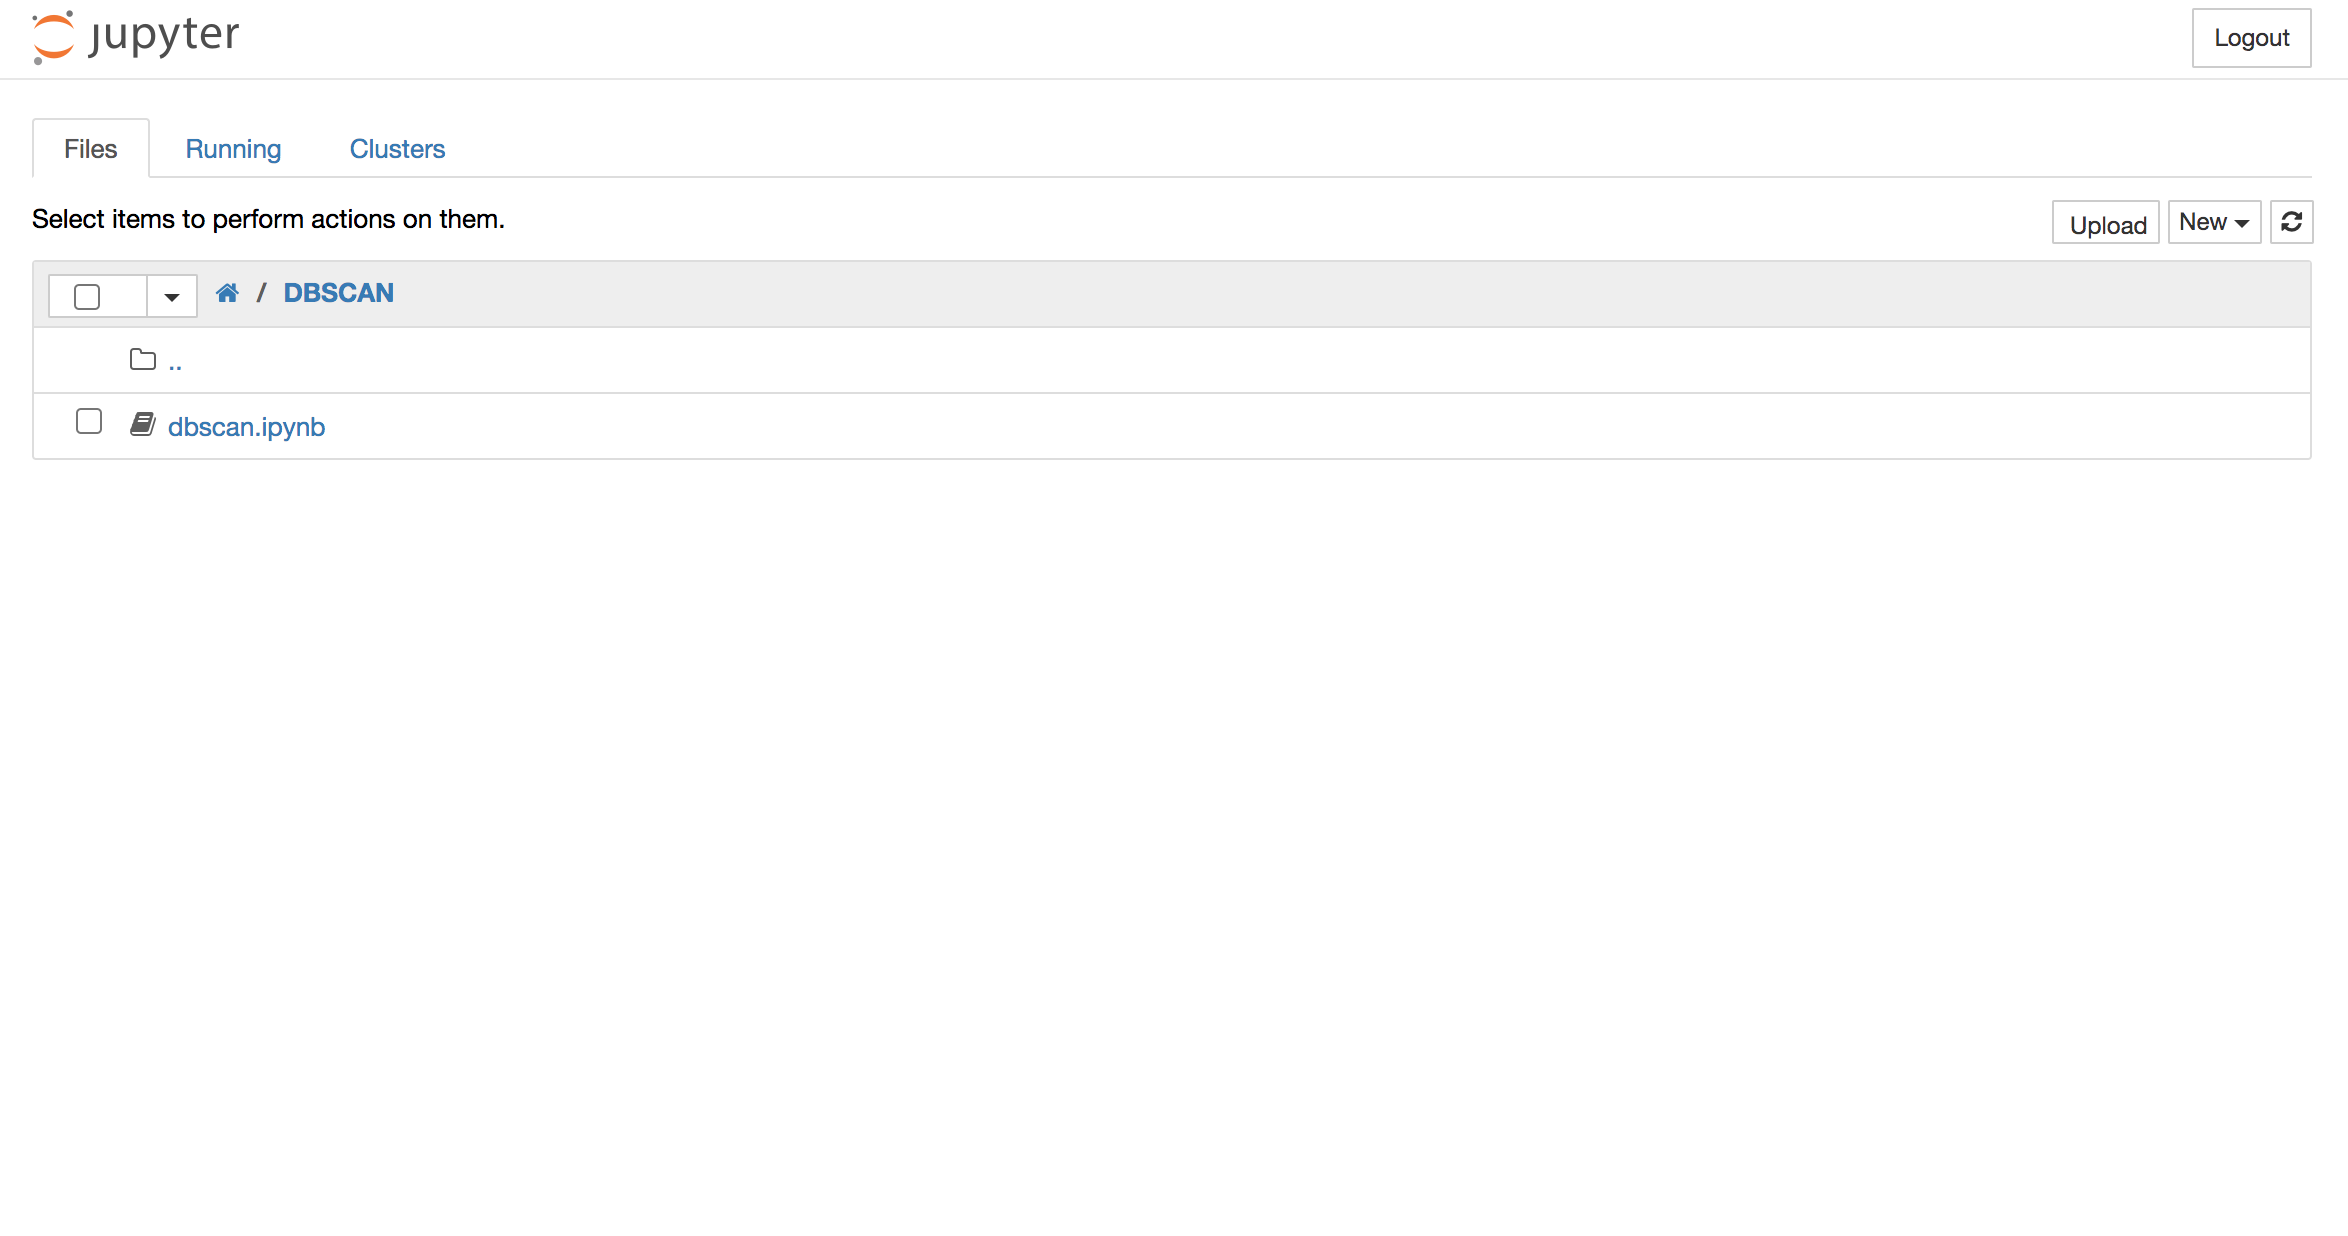 jupyter
Logout
Files Running Clusters
Select items to perform actions on them.
Upload New
/ DBSCAN
..
dbscan.ipynb